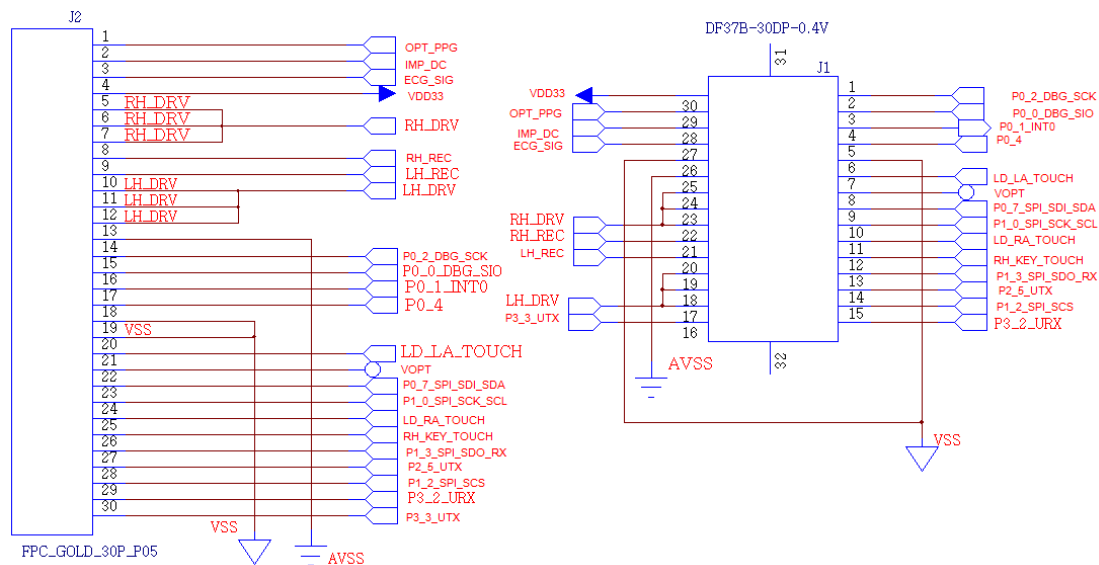 J2
1
OPT_PPG
2
IMP_DC
3
ECG_SIG
4
VDD33
5
RH_DRV
6
RH_DRV
RH_DRV
7
RH_DRV
8
RH_REC
9
LH_REC
10
LH_DRV
LH_DRV
11
LH_DRV
12
LH_DRV
13
14
P0_2_DBG_SCK
15
P0_0_DBG_SIO
16
P0_1_INT0
17
P0_4
18
19
VSS
20
LD_LA_TOUCH
21
VOPT
22
P0_7_SPI_SDI_SDA
23
P1_0_SPI_SCK_SCL
24
LD_RA_TOUCH
25
RH_KEY_TOUCH
26
P1_3_SPI_SDO_RX
27
P2_5_UTX
28
P1_2_SPI_SCS
29
P3_2_URX
30
P3_3_UTX
VSS
AVSS
FPC_GOLD_30P_P05
DF37B-30DP-0.4V
31
J1
VDD33
30
OPT_PPG
29
IMP_DC
28
ECG_SIG
27
26
25
24
RH_DRV
23
RH_REC
22
LH_REC
21
20
19
LH_DRV
18
P3_3_UTX
17
16
AVSS
32
1
P0_2_DBG_SCK
2
P0_0_DBG_SIO
3
P0_1_INT0
4
P0_4
5
6
LD_LA_TOUCH
7
VOPT
8
P0_7_SPI_SDI_SDA
9
P1_0_SPI_SCK_SCL
10
LD_RA_TOUCH
11
RH_KEY_TOUCH
12
P1_3_SPI_SDO_RX
13
P2_5_UTX
14
P1_2_SPI_SCS
15
P3_2_URX
VSS